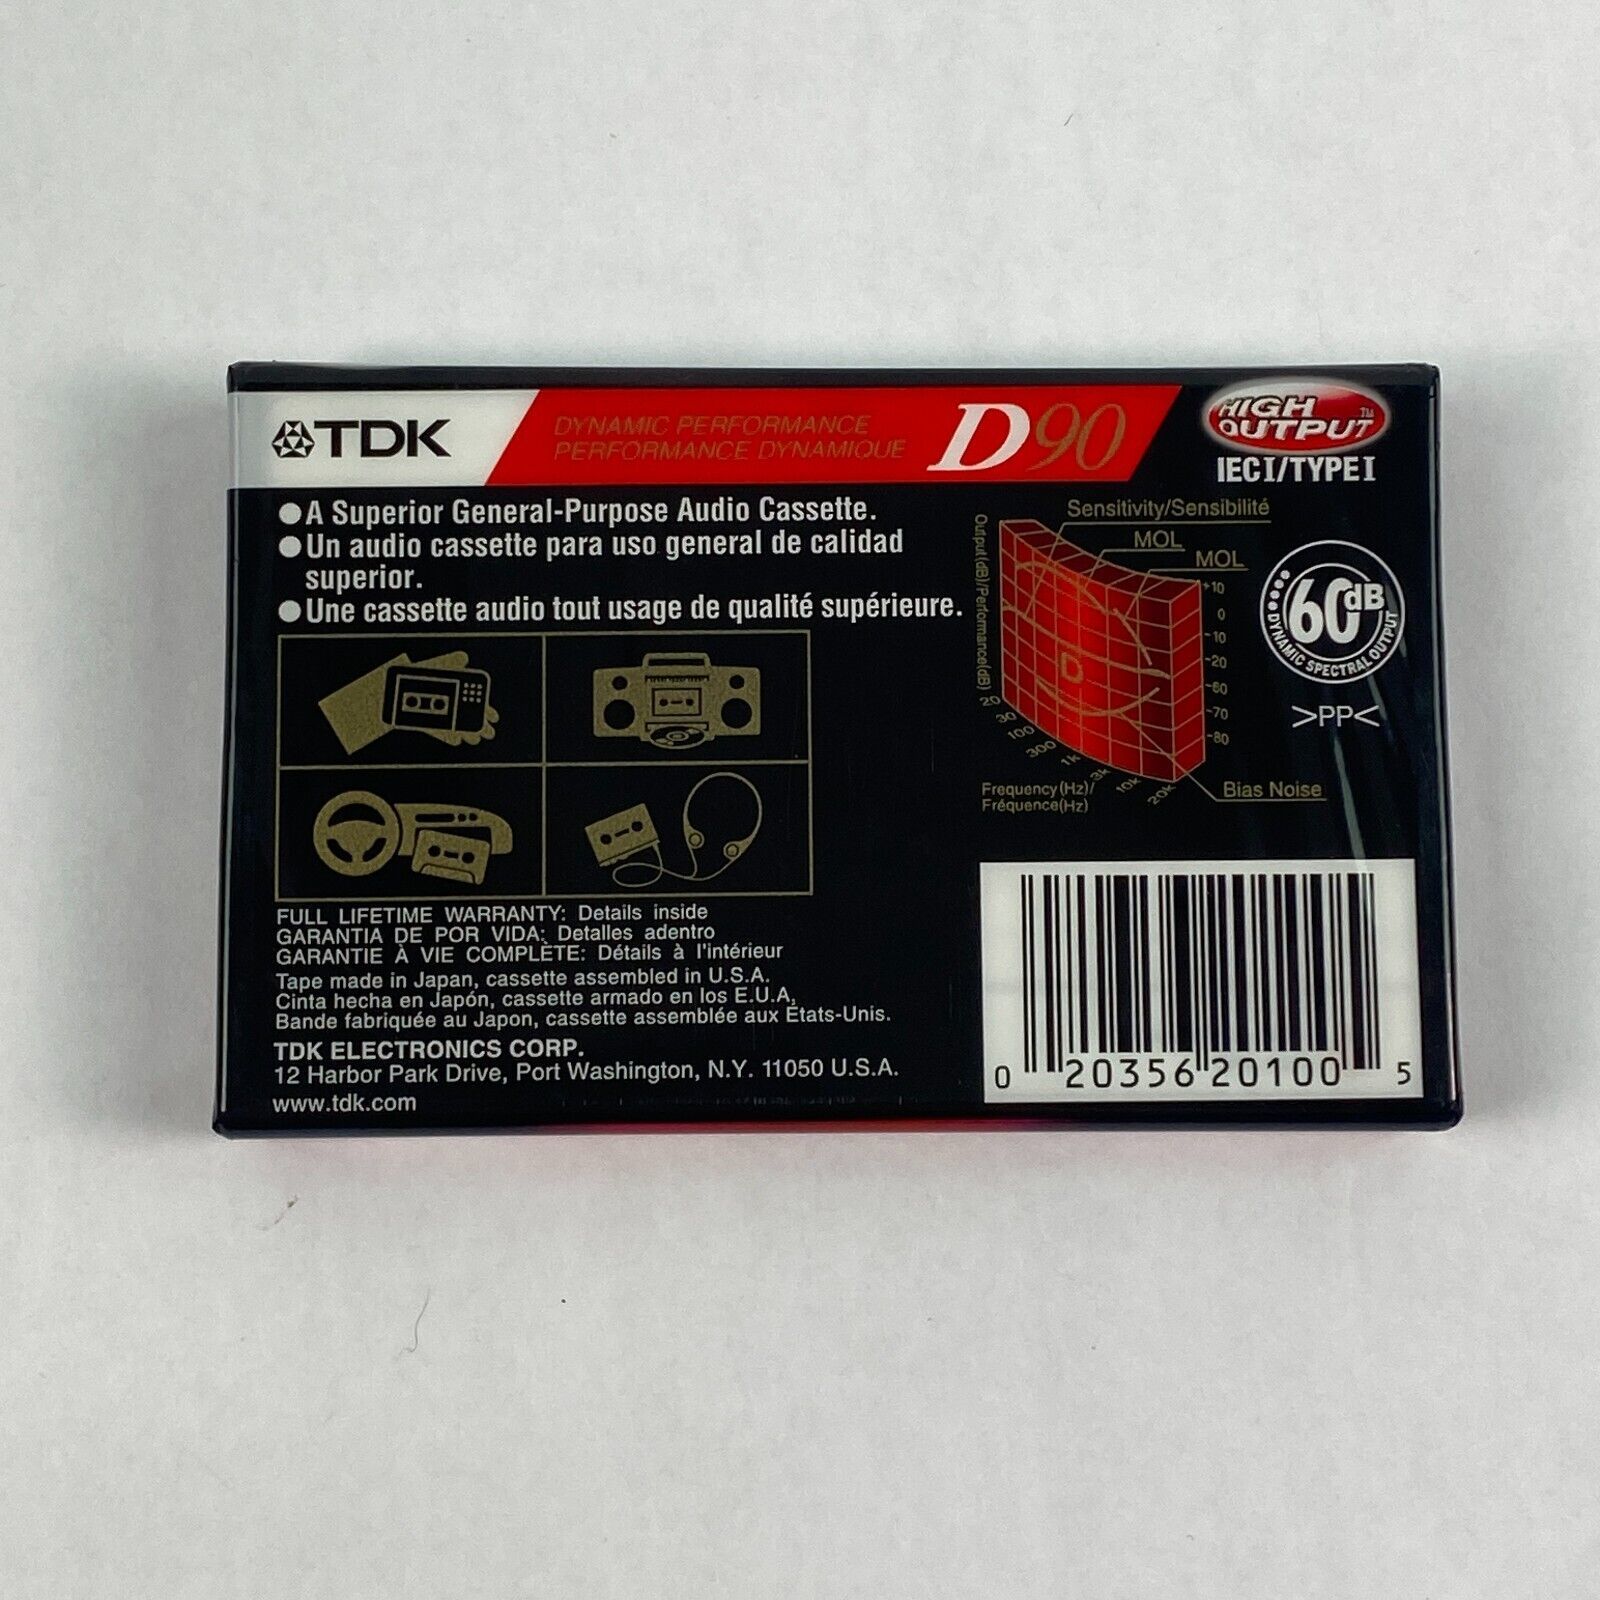 TDK
DYNAMIC PERFORMANCE
PERFORMANCE DYNAMIQUE
D90
HIGH
OUTPUT™
IECI/TYPEI
●A Superior General-Purpose Audio Cassette.
●Un audio cassette para uso general de calidad
superior.
●Une cassette audio tout usage de qualité supérieure.
Sensitivity/Sensibilité
MOL
MOL
Output(dB)/Performance(dB)
+10
0
-10
-20
-60
-70
-80
D
20
30
100
300
1k
3k
10k
20k
Frequency(Hz)/
Fréquence(Hz)
Bias Noise
60dB
DYNAMIC SPECTRAL OUTPUT
>PP<
FULL LIFETIME WARRANTY: Details inside
GARANTIA DE POR VIDA: Detalles adentro
GARANTIE À VIE COMPLÈTE: Détails à l'intérieur
Tape made in Japan, cassette assembled in U.S.A.
Cinta hecha en Japón, cassette armado en los E.U.A,
Bande fabriquée au Japon, cassette assemblée aux États-Unis.
TDK ELECTRONICS CORP.
12 Harbor Park Drive, Port Washington, N.Y. 11050 U.S.A.
www.tdk.com
0 20356 20100 5